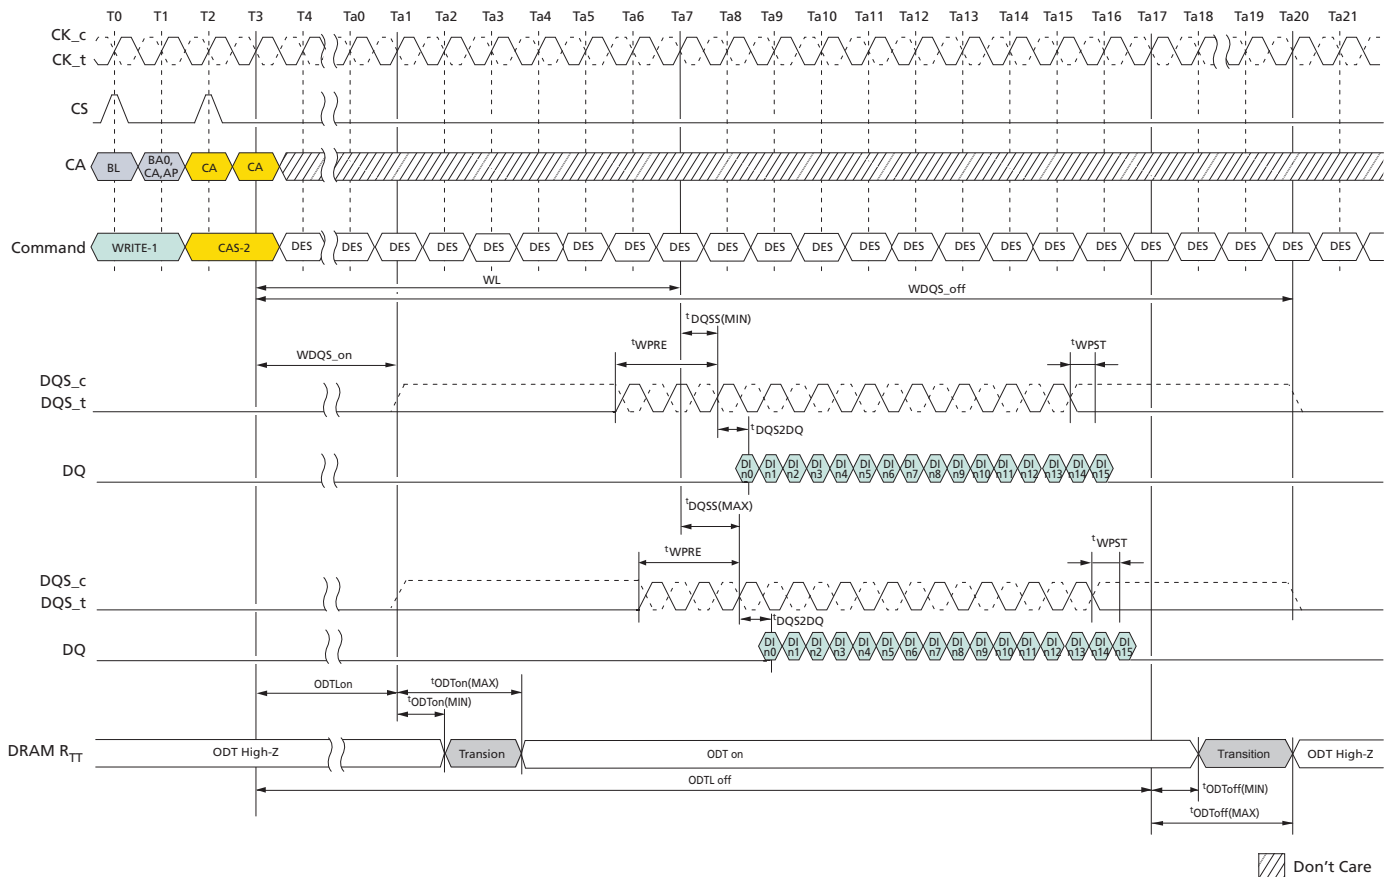 T0 T1 T2 T3 T4 Ta0 Ta1 Ta2 Ta3 Ta4 Ta5 Ta6 Ta7 Ta8 Ta9 Ta10 Ta11 Ta12 Ta13 Ta14 Ta15 Ta16 Ta17 Ta18 Ta19 Ta20 Ta21
CK_c
CK_t
CS
CA BL BA0, CA, AP CA CA
Command WRITE-1 CAS-2 DES DES DES DES DES DES DES DES DES DES DES DES DES DES DES DES DES DES DES DES DES DES DES
WL
WDQS_off
tDQSS(MIN)
tWPRE tWPST
WDQS_on
DQS_c
DQS_t
tDQS2DQ
DQ DI n0 DI n1 DI n2 DI n3 DI n4 DI n5 DI n6 DI n7 DI n8 DI n9 DI n10 DI n11 DI n12 DI n13 DI n14 DI n15
tDQSS(MAX)
tWPRE tWPST
DQS_c
DQS_t
tDQS2DQ
DQ DI n0 DI n1 DI n2 DI n3 DI n4 DI n5 DI n6 DI n7 DI n8 DI n9 DI n10 DI n11 DI n12 DI n13 DI n14 DI n15
ODTLon tODTon(MAX)
tODTon(MIN)
DRAM RTT ODT High-Z Transion ODT on Transition ODT High-Z
ODTL off tODToff(MIN)
tODToff(MAX)
Don't Care